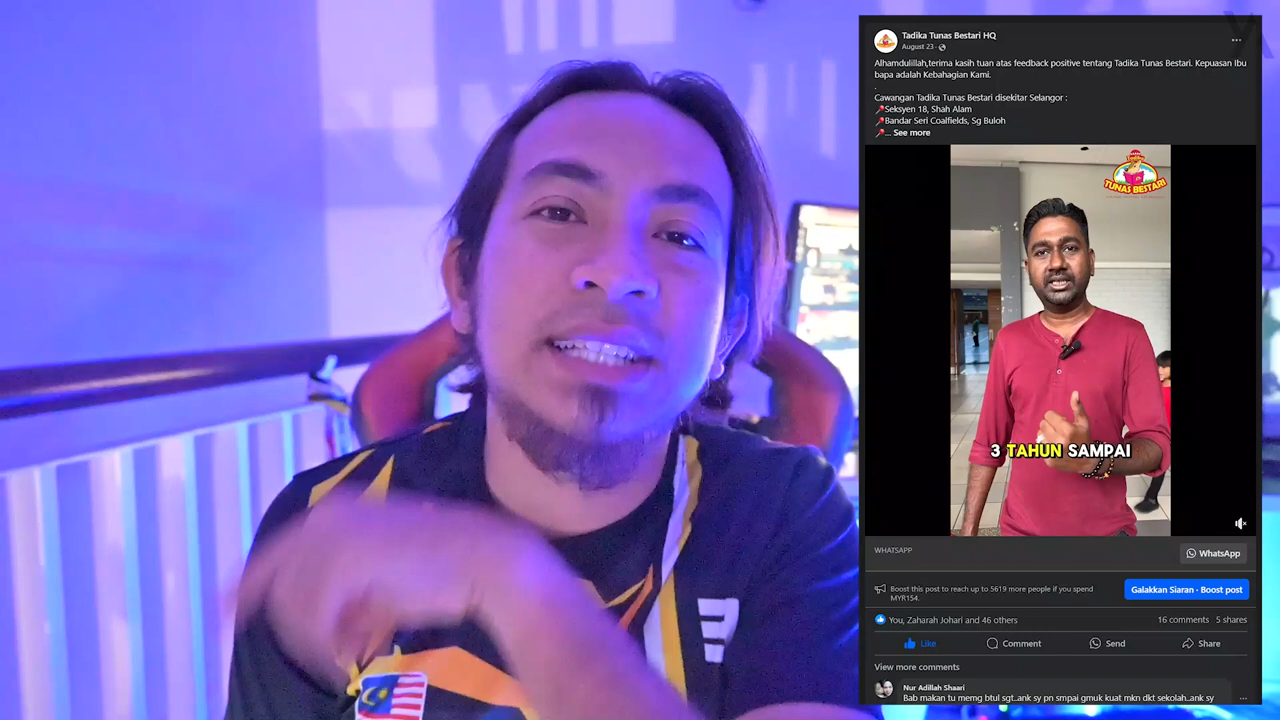 Tadika Tunas Bestari HQ
August 23 ·
Alhamdulillah,terima kasih tuan atas feedback positive tentang Tadika Tunas Bestari. Kepuasan Ibu
bapa adalah Kebahagian Kami.
.
Cawangan Tadika Tunas Bestari disekitar Selangor :
📌Seksyen 18, Shah Alam
📌Bandar Seri Coalfields, Sg Buloh
📌... See more
TUNAS BESTARI
3 TAHUN SAMPAI
WHATSAPP
WhatsApp
Boost this post to reach up to 5619 more people if you spend
MYR154.
Galakkan Siaran · Boost post
You, Zaharah Johari and 46 others
16 comments 5 shares
Like Comment Send Share
View more comments
Nur Adillah Shaari
Bab makan tu memg btul sgt..ank sy pn smpai gmuk kuat mkn dkt sekolah..ank sy